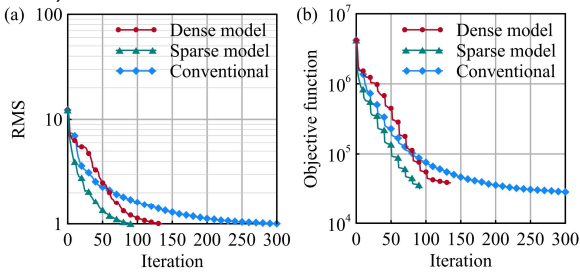 (a)
100
10
1
RMS
Dense model
Sparse model
Conventional
0 50 100 150 200 250 300
Iteration
(b)
10^7
10^6
10^5
10^4
Objective function
Dense model
Sparse model
Conventional
0 50 100 150 200 250 300
Iteration